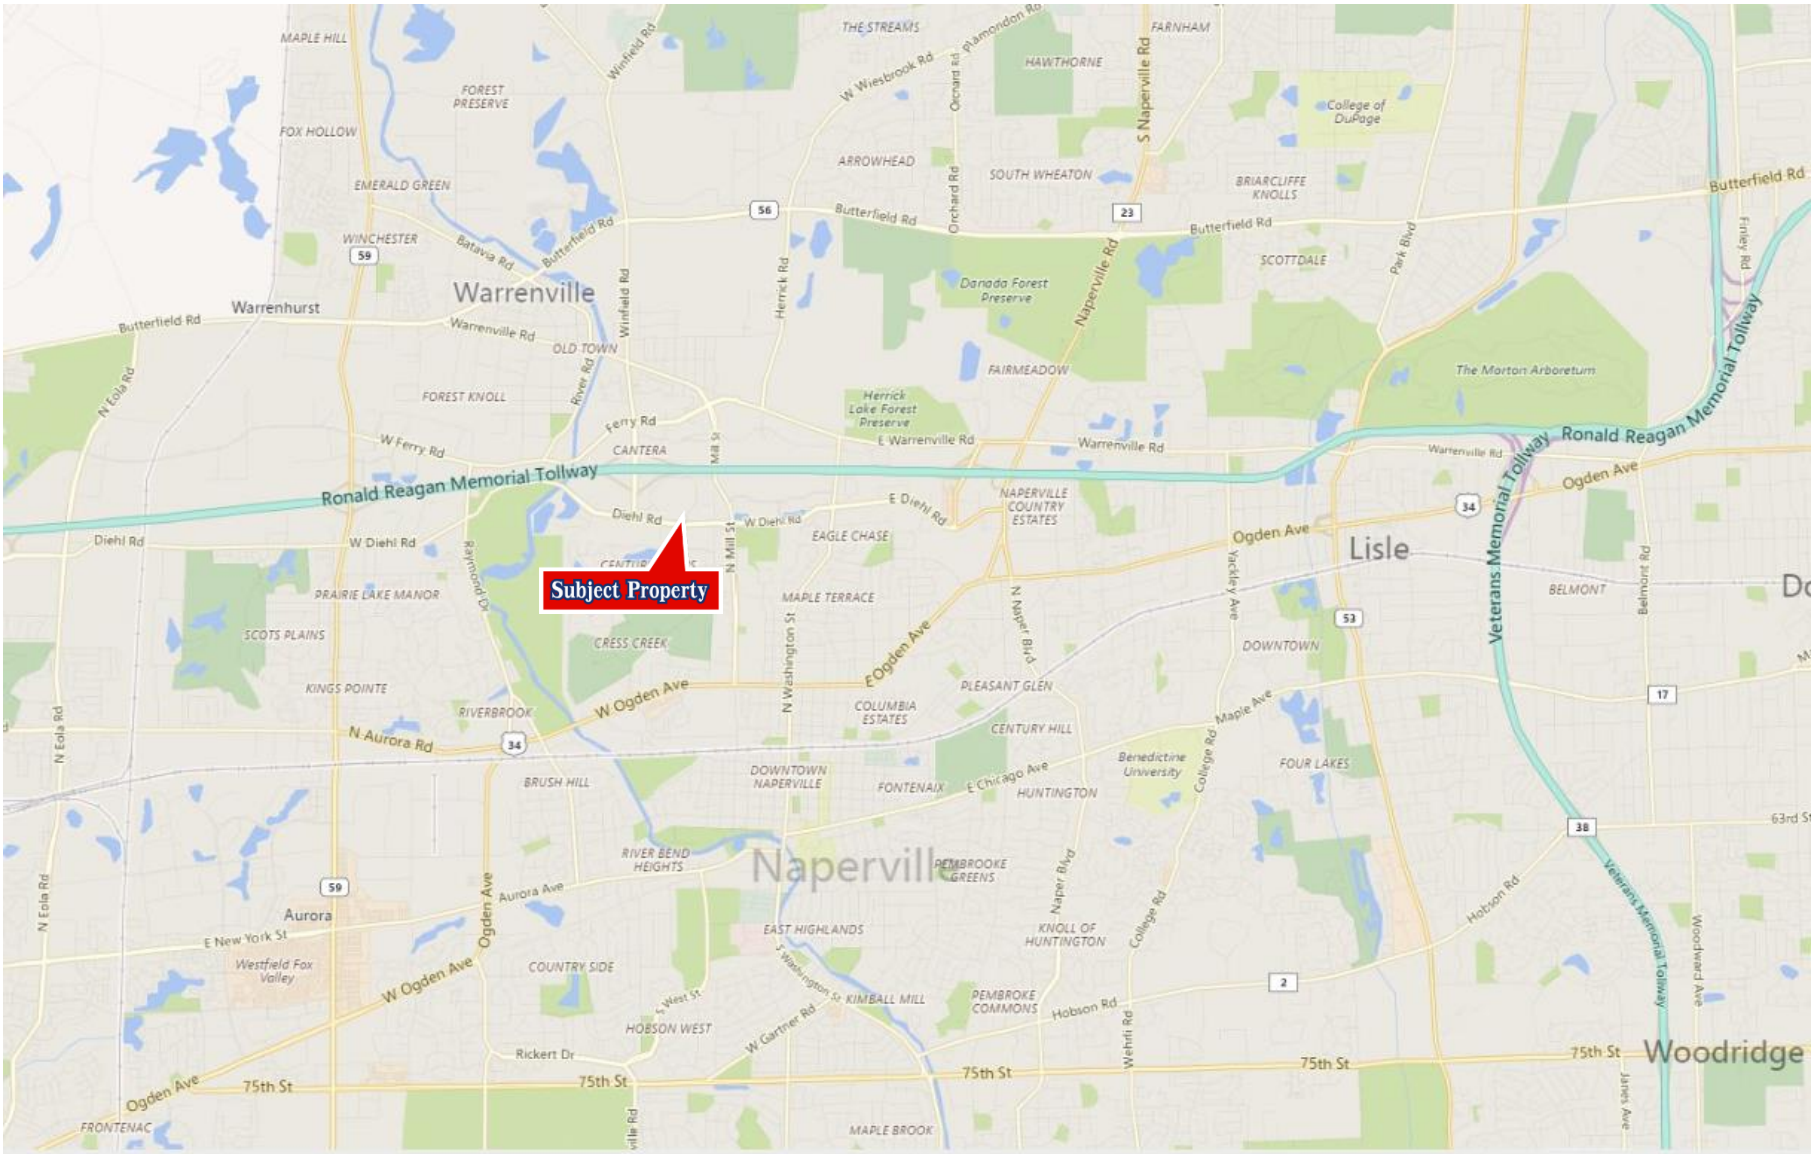 MAPLE HILL
Winfield Rd
THE STREAMS
Plamondon Rd
FARNHAM
W Wiesbrook Rd
Orchard Rd
HAWTHORNE
S Naperville Rd
FOREST
PRESERVE
College of
DuPage
FOX HOLLOW
ARROWHEAD
SOUTH WHEATON
BRIARCLIFFE
KNOLLS
Butterfield Rd
EMERALD GREEN
Orchard Rd
56
Butterfield Rd
23
Butterfield Rd
Finley Rd
WINCHESTER
59
Batavia Rd
Butterfield Rd
Park Blvd
SCOTTDALE
Naperville Rd
Herrick Rd
Winfield Rd
Danada Forest
Preserve
Warrenville
Warrenhurst
Butterfield Rd
Warrenville Rd
OLD TOWN
Ronald Reagan Memorial Tollway
N Eola Rd
River Rd
FOREST KNOLL
FAIRMEADOW
The Morton Arboretum
Herrick
Lake Forest
Preserve
Ferry Rd
W Ferry Rd
CANTERA
Mill St
E Warrenville Rd
Warrenville Rd
Warrenville Rd
Ogden Ave
Ronald Reagan Memorial Tollway
NAPERVILLE
COUNTRY
ESTATES
34
Diehl Rd
W Diehl Rd
Diehl Rd
W Diehl Rd
E Diehl Rd
EAGLE CHASE
Ogden Ave
Lisle
Veterans Memorial Tollway
N Mill St
Raymond Dr
Yackley Ave
Belmont Rd
BELMONT
Subject Property
PRAIRIE LAKE MANOR
MAPLE TERRACE
N Naper Blvd
53
SCOTS PLAINS
CRESS CREEK
N Washington St
E Ogden Ave
DOWNTOWN
KINGS POINTE
W Ogden Ave
PLEASANT GLEN
17
RIVERBROOK
COLUMBIA
ESTATES
Maple Ave
N Eola Rd
N Aurora Rd
34
CENTURY HILL
College Rd
BRUSH HILL
DOWNTOWN
NAPERVILLE
FONTENAIX
E Chicago Ave
HUNTINGTON
Benedictine
University
FOUR LAKES
38
63rd St
RIVER BEND
HEIGHTS
Naperville
PEMBROOKE
GREENS
Naper Blvd
59
Aurora Ave
Ogden Ave
Aurora
N Eola Rd
E New York St
EAST HIGHLANDS
KNOLL OF
HUNTINGTON
College Rd
Hobson Rd
Veterans Memorial Tollway
Woodward Ave
Westfield Fox
Valley
W Ogden Ave
COUNTRY SIDE
S Washington St
S West St
KIMBALL MILL
PEMBROKE
COMMONS
Hobson Rd
2
HOBSON WEST
W Gartner Rd
Wehrli Rd
Rickert Dr
75th St
75th St
75th St
75th St
75th St
Woodridge
Ogden Ave
Janes Ave
FRONTENAC
ville Rd
MAPLE BROOK